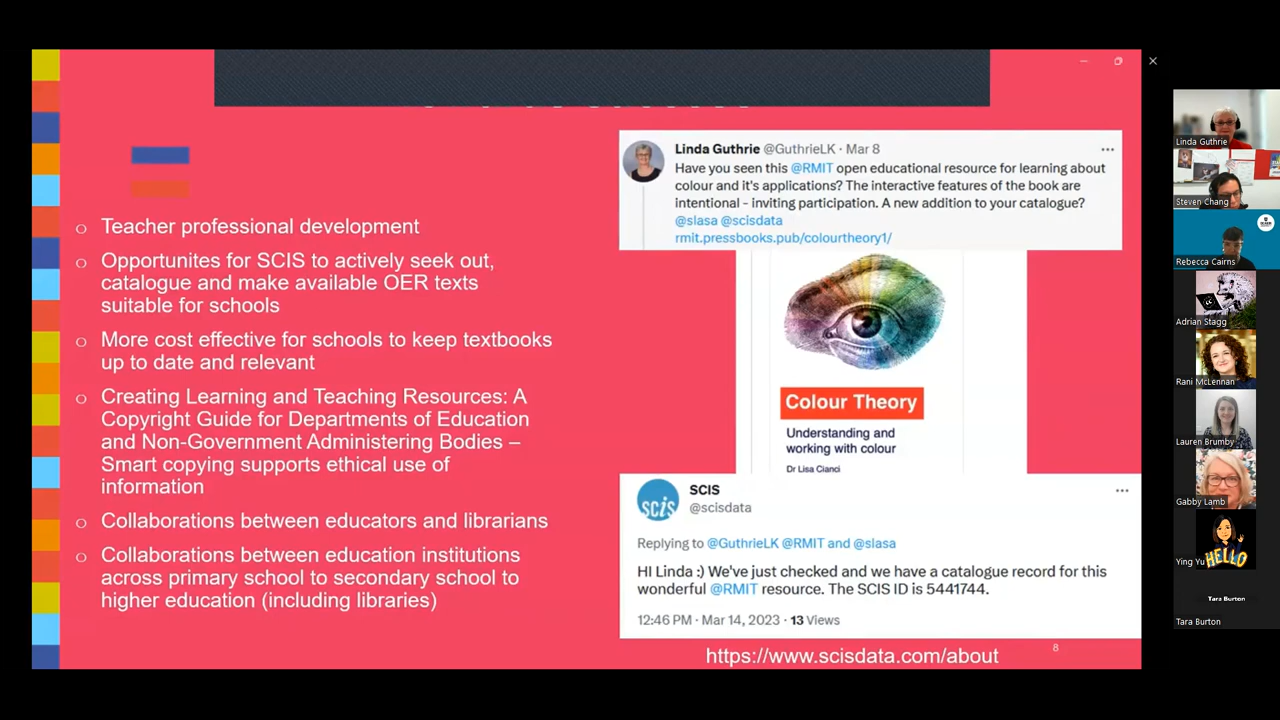 Linda Guthrie @GuthrieLK · Mar 8
Have you seen this @RMIT open educational resource for learning about
colour and it's applications? The interactive features of the book are
intentional - inviting participation. A new addition to your catalogue?
@slasa @scisdata
rmit.pressbooks.pub/colourtheory1/
o Teacher professional development
o Opportunites for SCIS to actively seek out,
catalogue and make available OER texts
suitable for schools
o More cost effective for schools to keep textbooks
up to date and relevant
o Creating Learning and Teaching Resources: A
Copyright Guide for Departments of Education
and Non-Government Administering Bodies –
Smart copying supports ethical use of
information
o Collaborations between educators and librarians
o Collaborations between education institutions
across primary school to secondary school to
higher education (including libraries)
Colour Theory
Understanding and
working with colour
Dr Lisa Cianci
scis
SCIS
@scisdata
Replying to @GuthrieLK @RMIT and @slasa
HI Linda :) We've just checked and we have a catalogue record for this
wonderful @RMIT resource. The SCIS ID is 5441744.
12:46 PM · Mar 14, 2023 · 13 Views
https://www.scisdata.com/about
8
Linda Guthrie
Steven Chang
Rebecca Cairns
Adrian Stagg
Rani McLennan
Lauren Brumby
Gabby Lamb
Ying Yu
HELLO
Tara Burton
Tara Burton